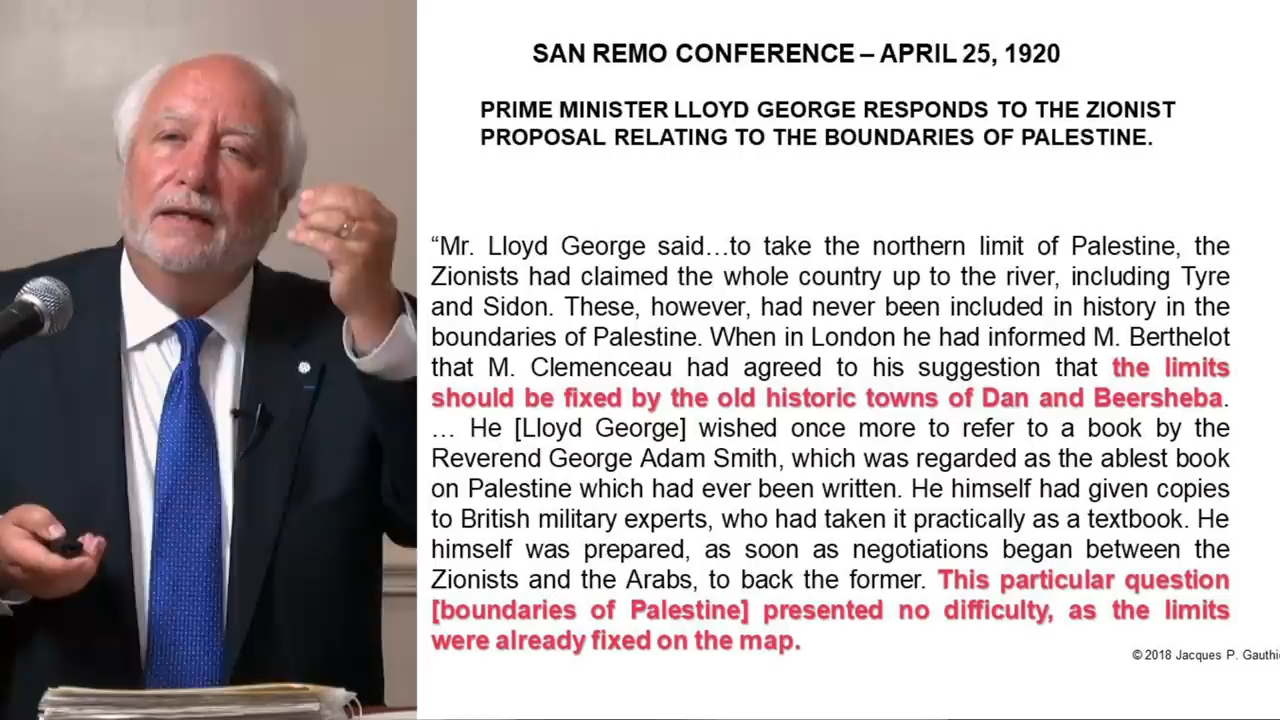 SAN REMO CONFERENCE – APRIL 25, 1920
PRIME MINISTER LLOYD GEORGE RESPONDS TO THE ZIONIST
PROPOSAL RELATING TO THE BOUNDARIES OF PALESTINE.
“Mr. Lloyd George said…to take the northern limit of Palestine, the
Zionists had claimed the whole country up to the river, including Tyre
and Sidon. These, however, had never been included in history in the
boundaries of Palestine. When in London he had informed M. Berthelot
that M. Clemenceau had agreed to his suggestion that the limits
should be fixed by the old historic towns of Dan and Beersheba.
… He [Lloyd George] wished once more to refer to a book by the
Reverend George Adam Smith, which was regarded as the ablest book
on Palestine which had ever been written. He himself had given copies
to British military experts, who had taken it practically as a textbook. He
himself was prepared, as soon as negotiations began between the
Zionists and the Arabs, to back the former. This particular question
[boundaries of Palestine] presented no difficulty, as the limits
were already fixed on the map.
© 2018 Jacques P. Gauthie